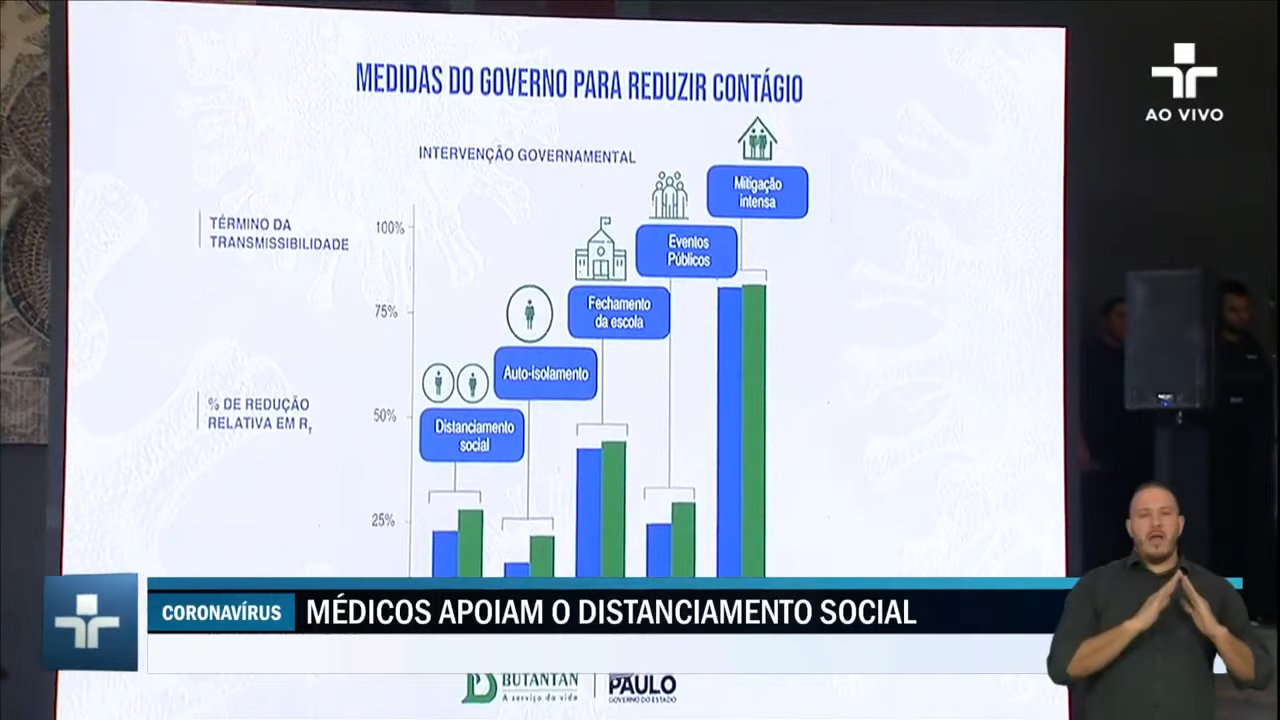 MEDIDAS DO GOVERNO PARA REDUZIR CONTÁGIO
AO VIVO
INTERVENÇÃO GOVERNAMENTAL
Mitigação
intensa
TÉRMINO DA
TRANSMISSIBILIDADE
100%
Eventos
Públicos
75%
Fechamento
da escola
Auto-isolamento
% DE REDUÇÃO
RELATIVA EM Rt
50%
Distanciamento
social
25%
CORONAVÍRUS
MÉDICOS APOIAM O DISTANCIAMENTO SOCIAL
BUTANTAN
A serviço da vida
PAULO
GOVERNO DO ESTADO